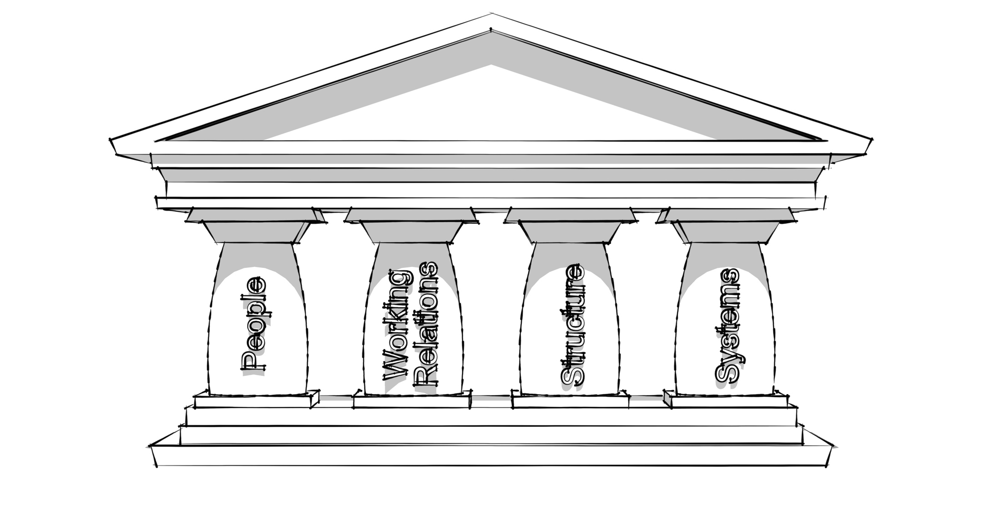 People
Working
Relations
Structure
Systems